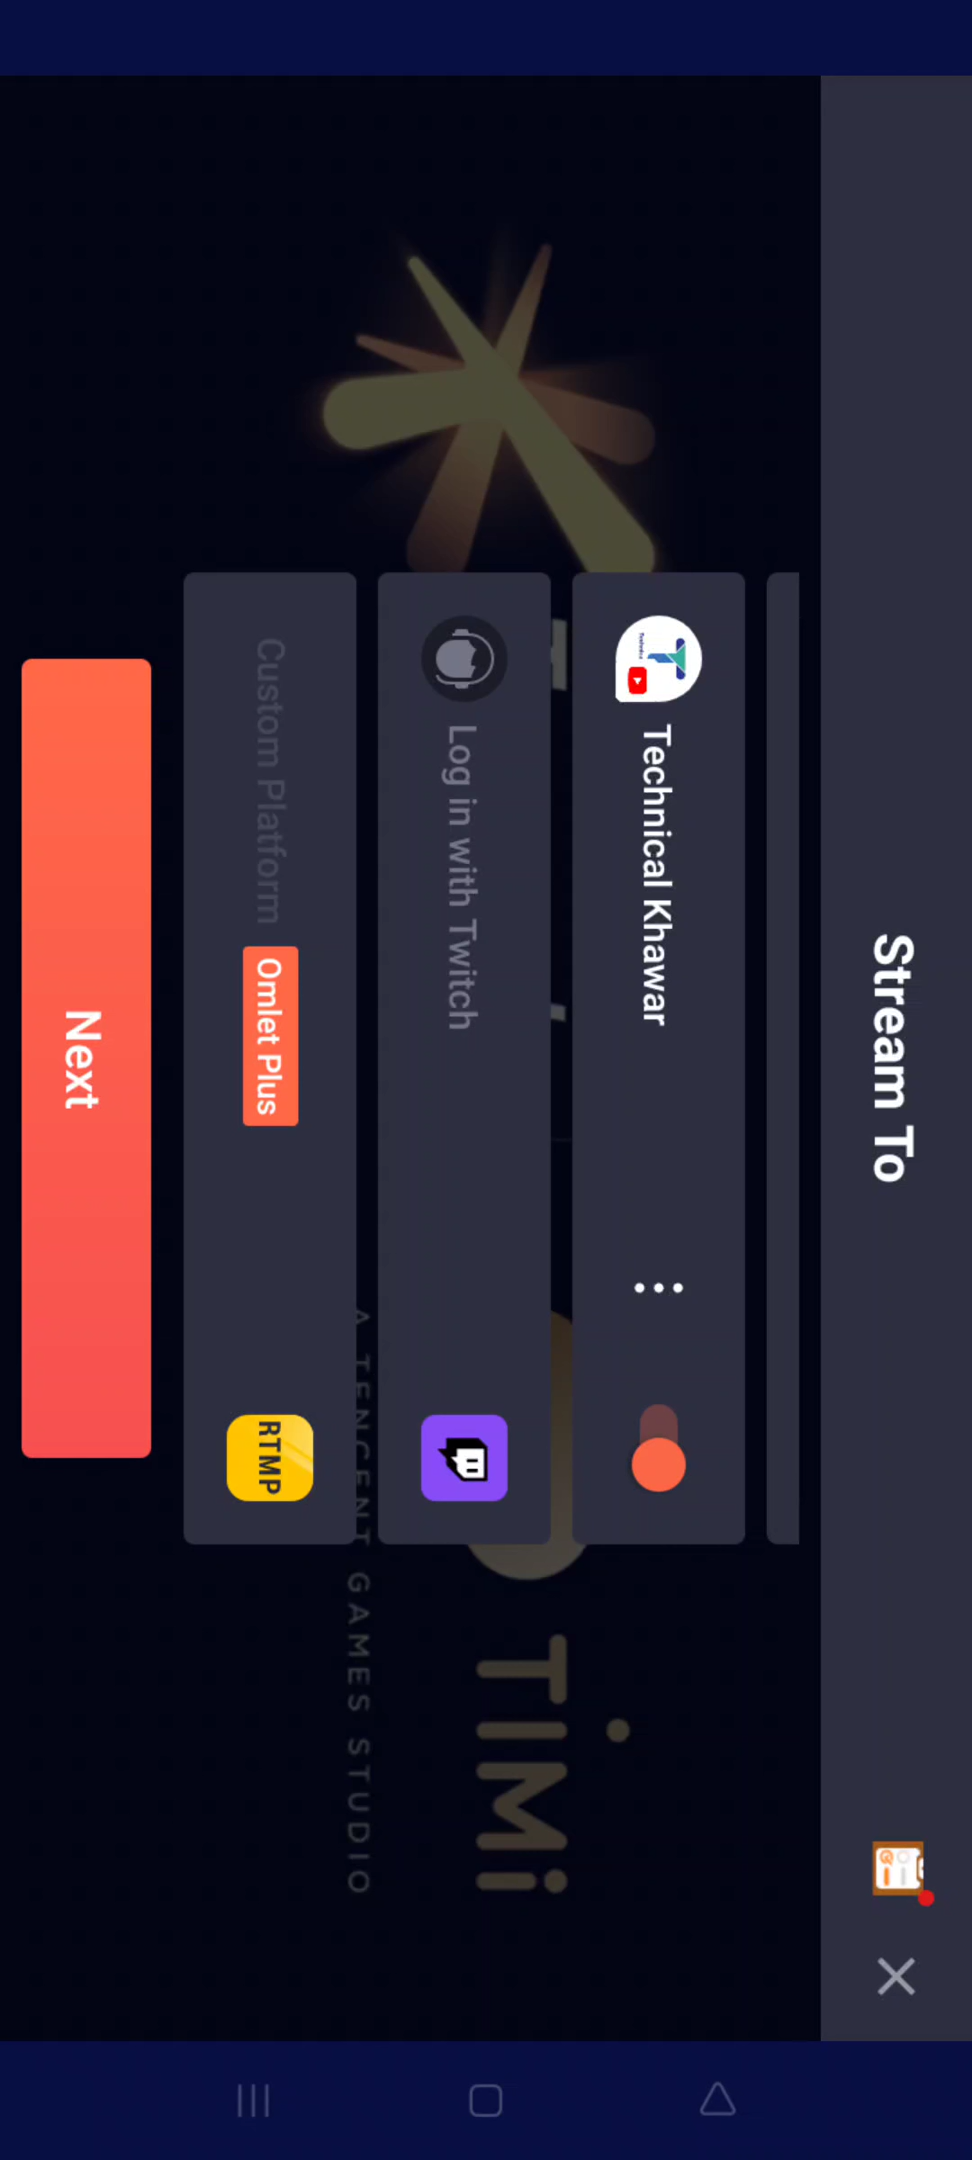 Stream To
Technical Khawar
Log in with Twitch
Custom Platform Omlet Plus
RTMP
Next
TiMi
A TENCENT GAMES STUDIO